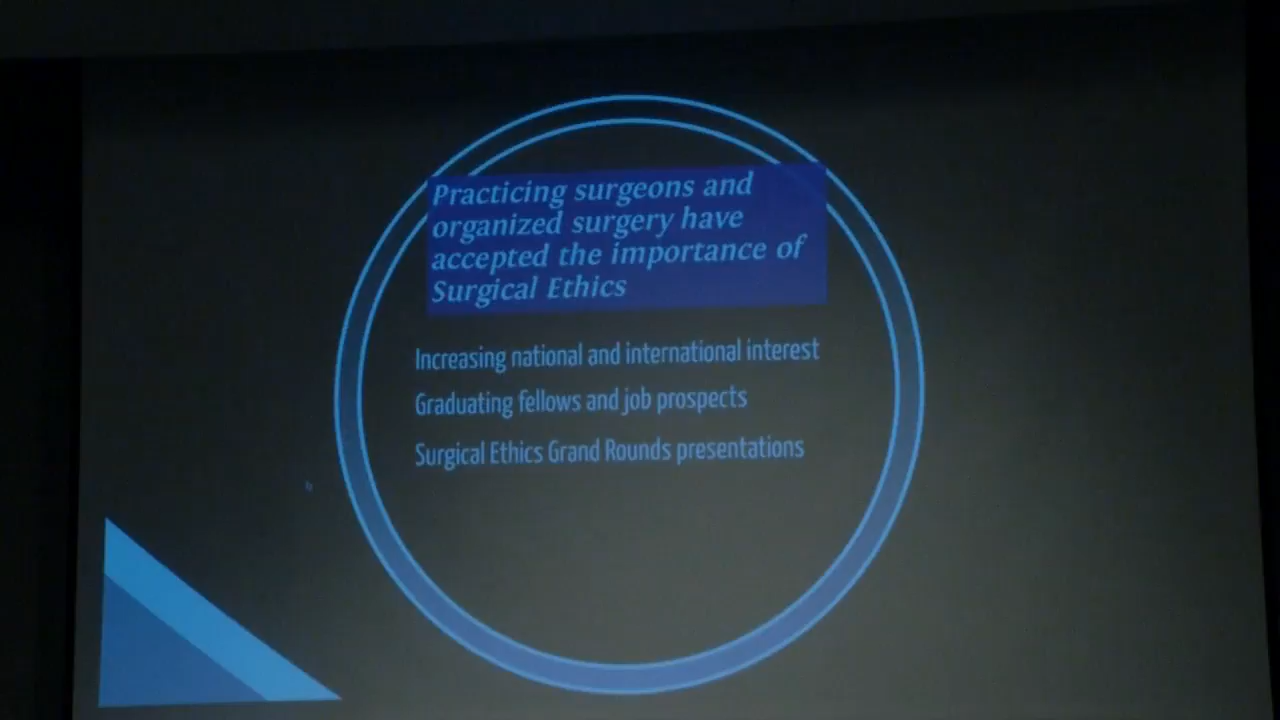 Practicing surgeons and
organized surgery have
accepted the importance of
Surgical Ethics
Increasing national and international interest
Graduating fellows and job prospects
Surgical Ethics Grand Rounds presentations